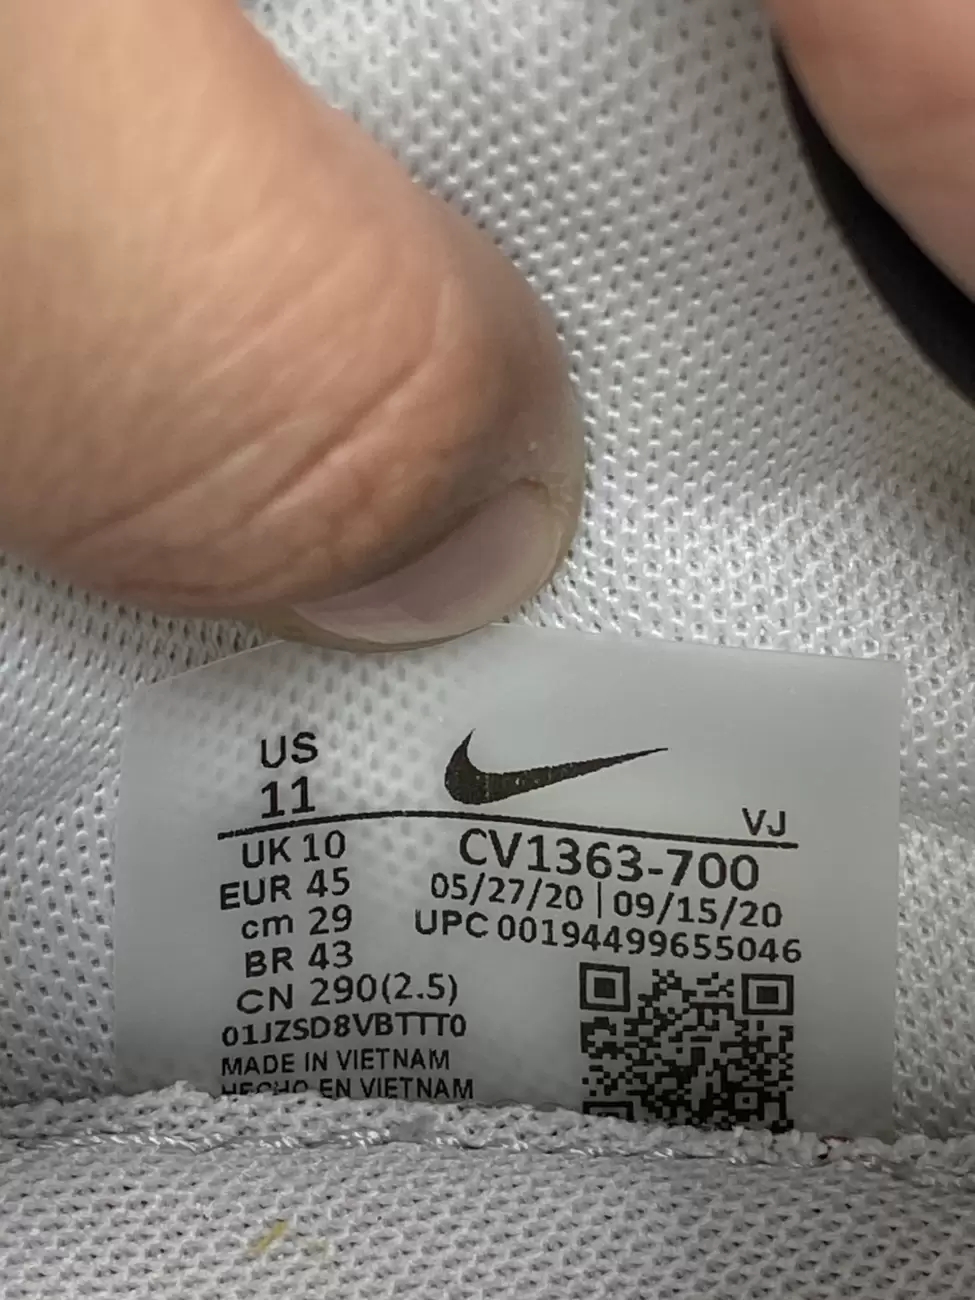 US
11
VJ
UK 10
EUR 45
cm 29
BR 43
CN 290(2.5)
01JZSD8VBTTT0
MADE IN VIETNAM
HECHO EN VIETNAM
CV1363-700
05/27/20 | 09/15/20
UPC 00194499655046